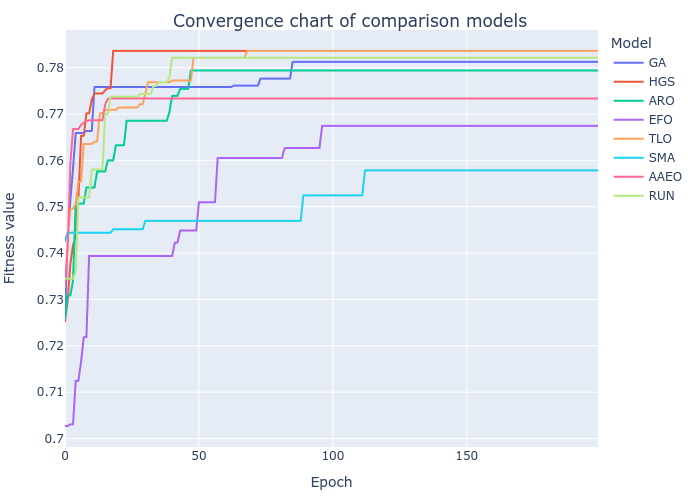 Convergence chart of comparison models
Model
GA
HGS
ARO
EFO
TLO
SMA
AAEO
RUN
Fitness value
0.78
0.77
0.76
0.75
0.74
0.73
0.72
0.71
0.7
0
50
100
150
Epoch